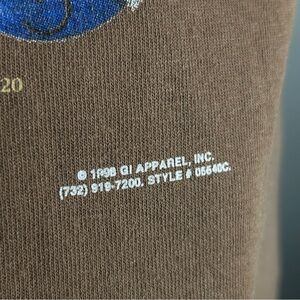 20
© 1998 GI APPAREL, INC.
(732) 919-7200. STYLE # 05640C.